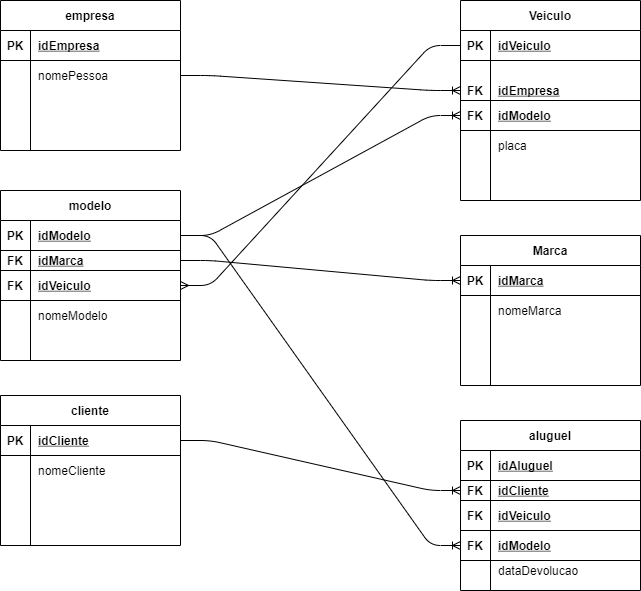 empresa
PK idEmpresa
nomePessoa
modelo
PK idModelo
FK idMarca
FK idVeiculo
nomeModelo
cliente
PK idCliente
nomeCliente
Veiculo
PK idVeiculo
FK idEmpresa
FK idModelo
placa
Marca
PK idMarca
nomeMarca
aluguel
PK idAluguel
FK idCliente
FK idVeiculo
FK idModelo
dataDevolucao